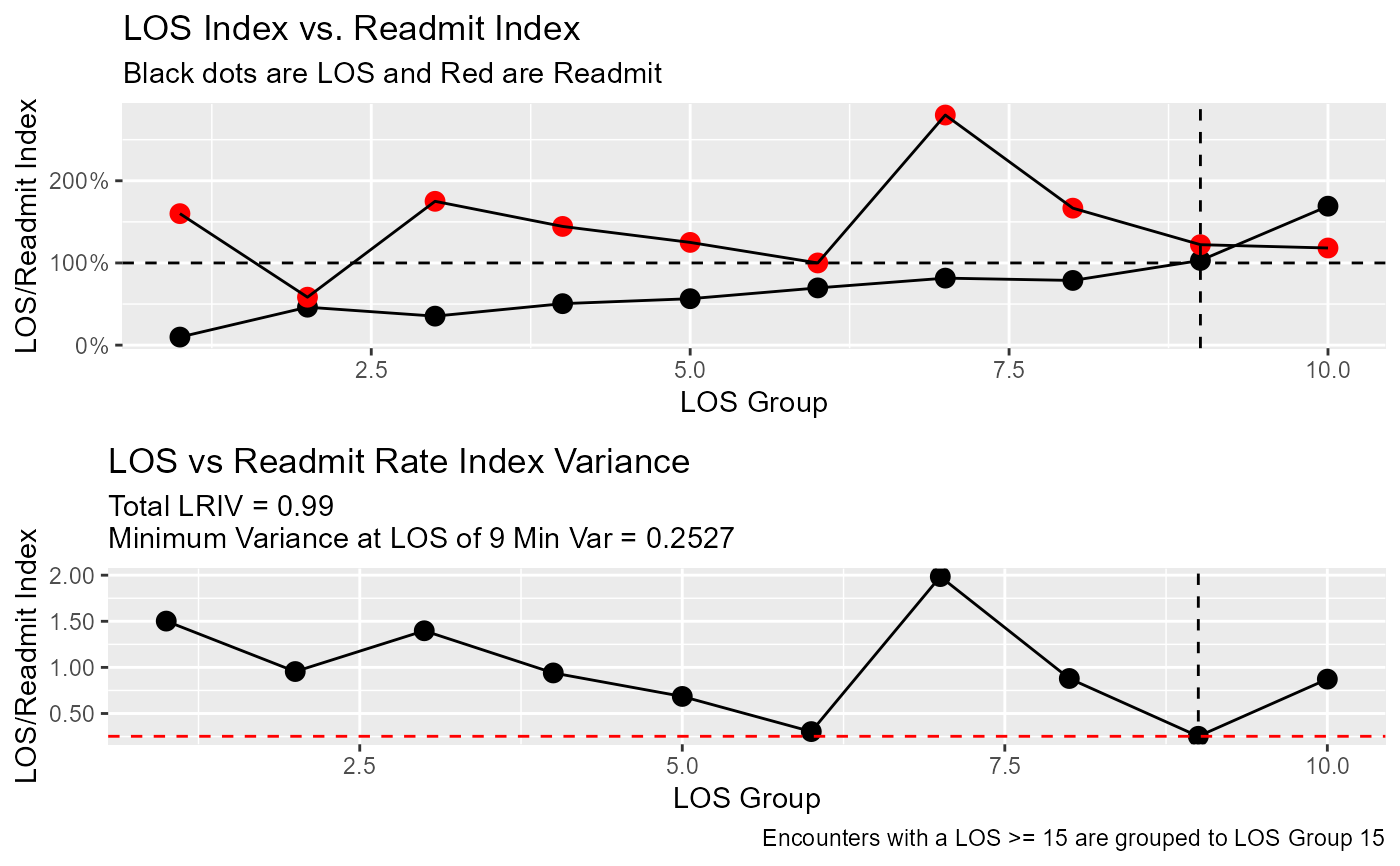 LOS Index vs. Readmit Index
Black dots are LOS and Red are Readmit
LOS/Readmit Index
200%
100%
0%
2.5
5.0
7.5
10.0
LOS Group
LOS vs Readmit Rate Index Variance
Total LRIV = 0.99
Minimum Variance at LOS of 9 Min Var = 0.2527
LOS/Readmit Index
2.00
1.50
1.00
0.50
2.5
5.0
7.5
10.0
LOS Group
Encounters with a LOS >= 15 are grouped to LOS Group 15